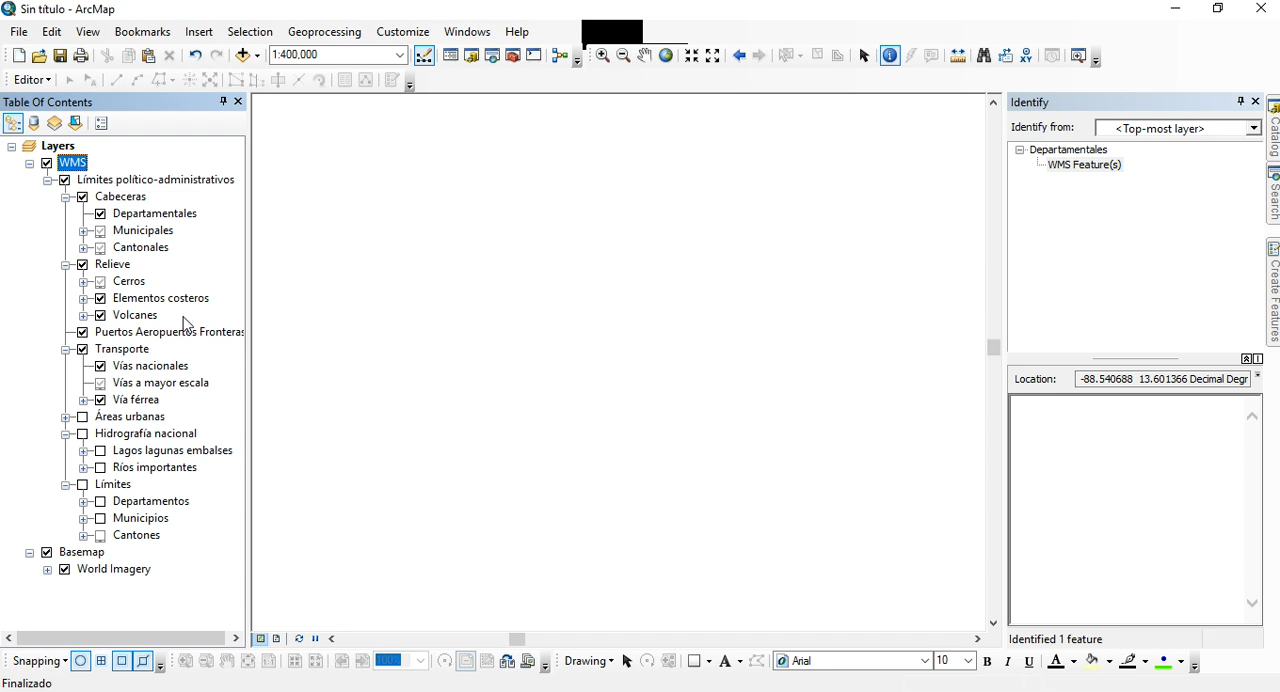 Sin título - ArcMap
File Edit View Bookmarks Insert Selection Geoprocessing Customize Windows Help
1:400,000
Editor
Table Of Contents
Layers
WMS
Límites político-administrativos
Cabeceras
Departamentales
Municipales
Cantonales
Relieve
Cerros
Elementos costeros
Volcanes
Puertos Aeropuertos Fronteras
Transporte
Vías nacionales
Vías a mayor escala
Vía férrea
Áreas urbanas
Hidrografía nacional
Lagos lagunas embalses
Ríos importantes
Límites
Departamentos
Municipios
Cantones
Basemap
World Imagery
Identify
Identify from: <Top-most layer>
Departamentales
WMS Feature(s)
Location: -88.540688 13.601366 Decimal Degr
Identified 1 feature
Catalog
Search
Create Features
Snapping 100% Drawing A Arial 10 B I U A
Finalizado